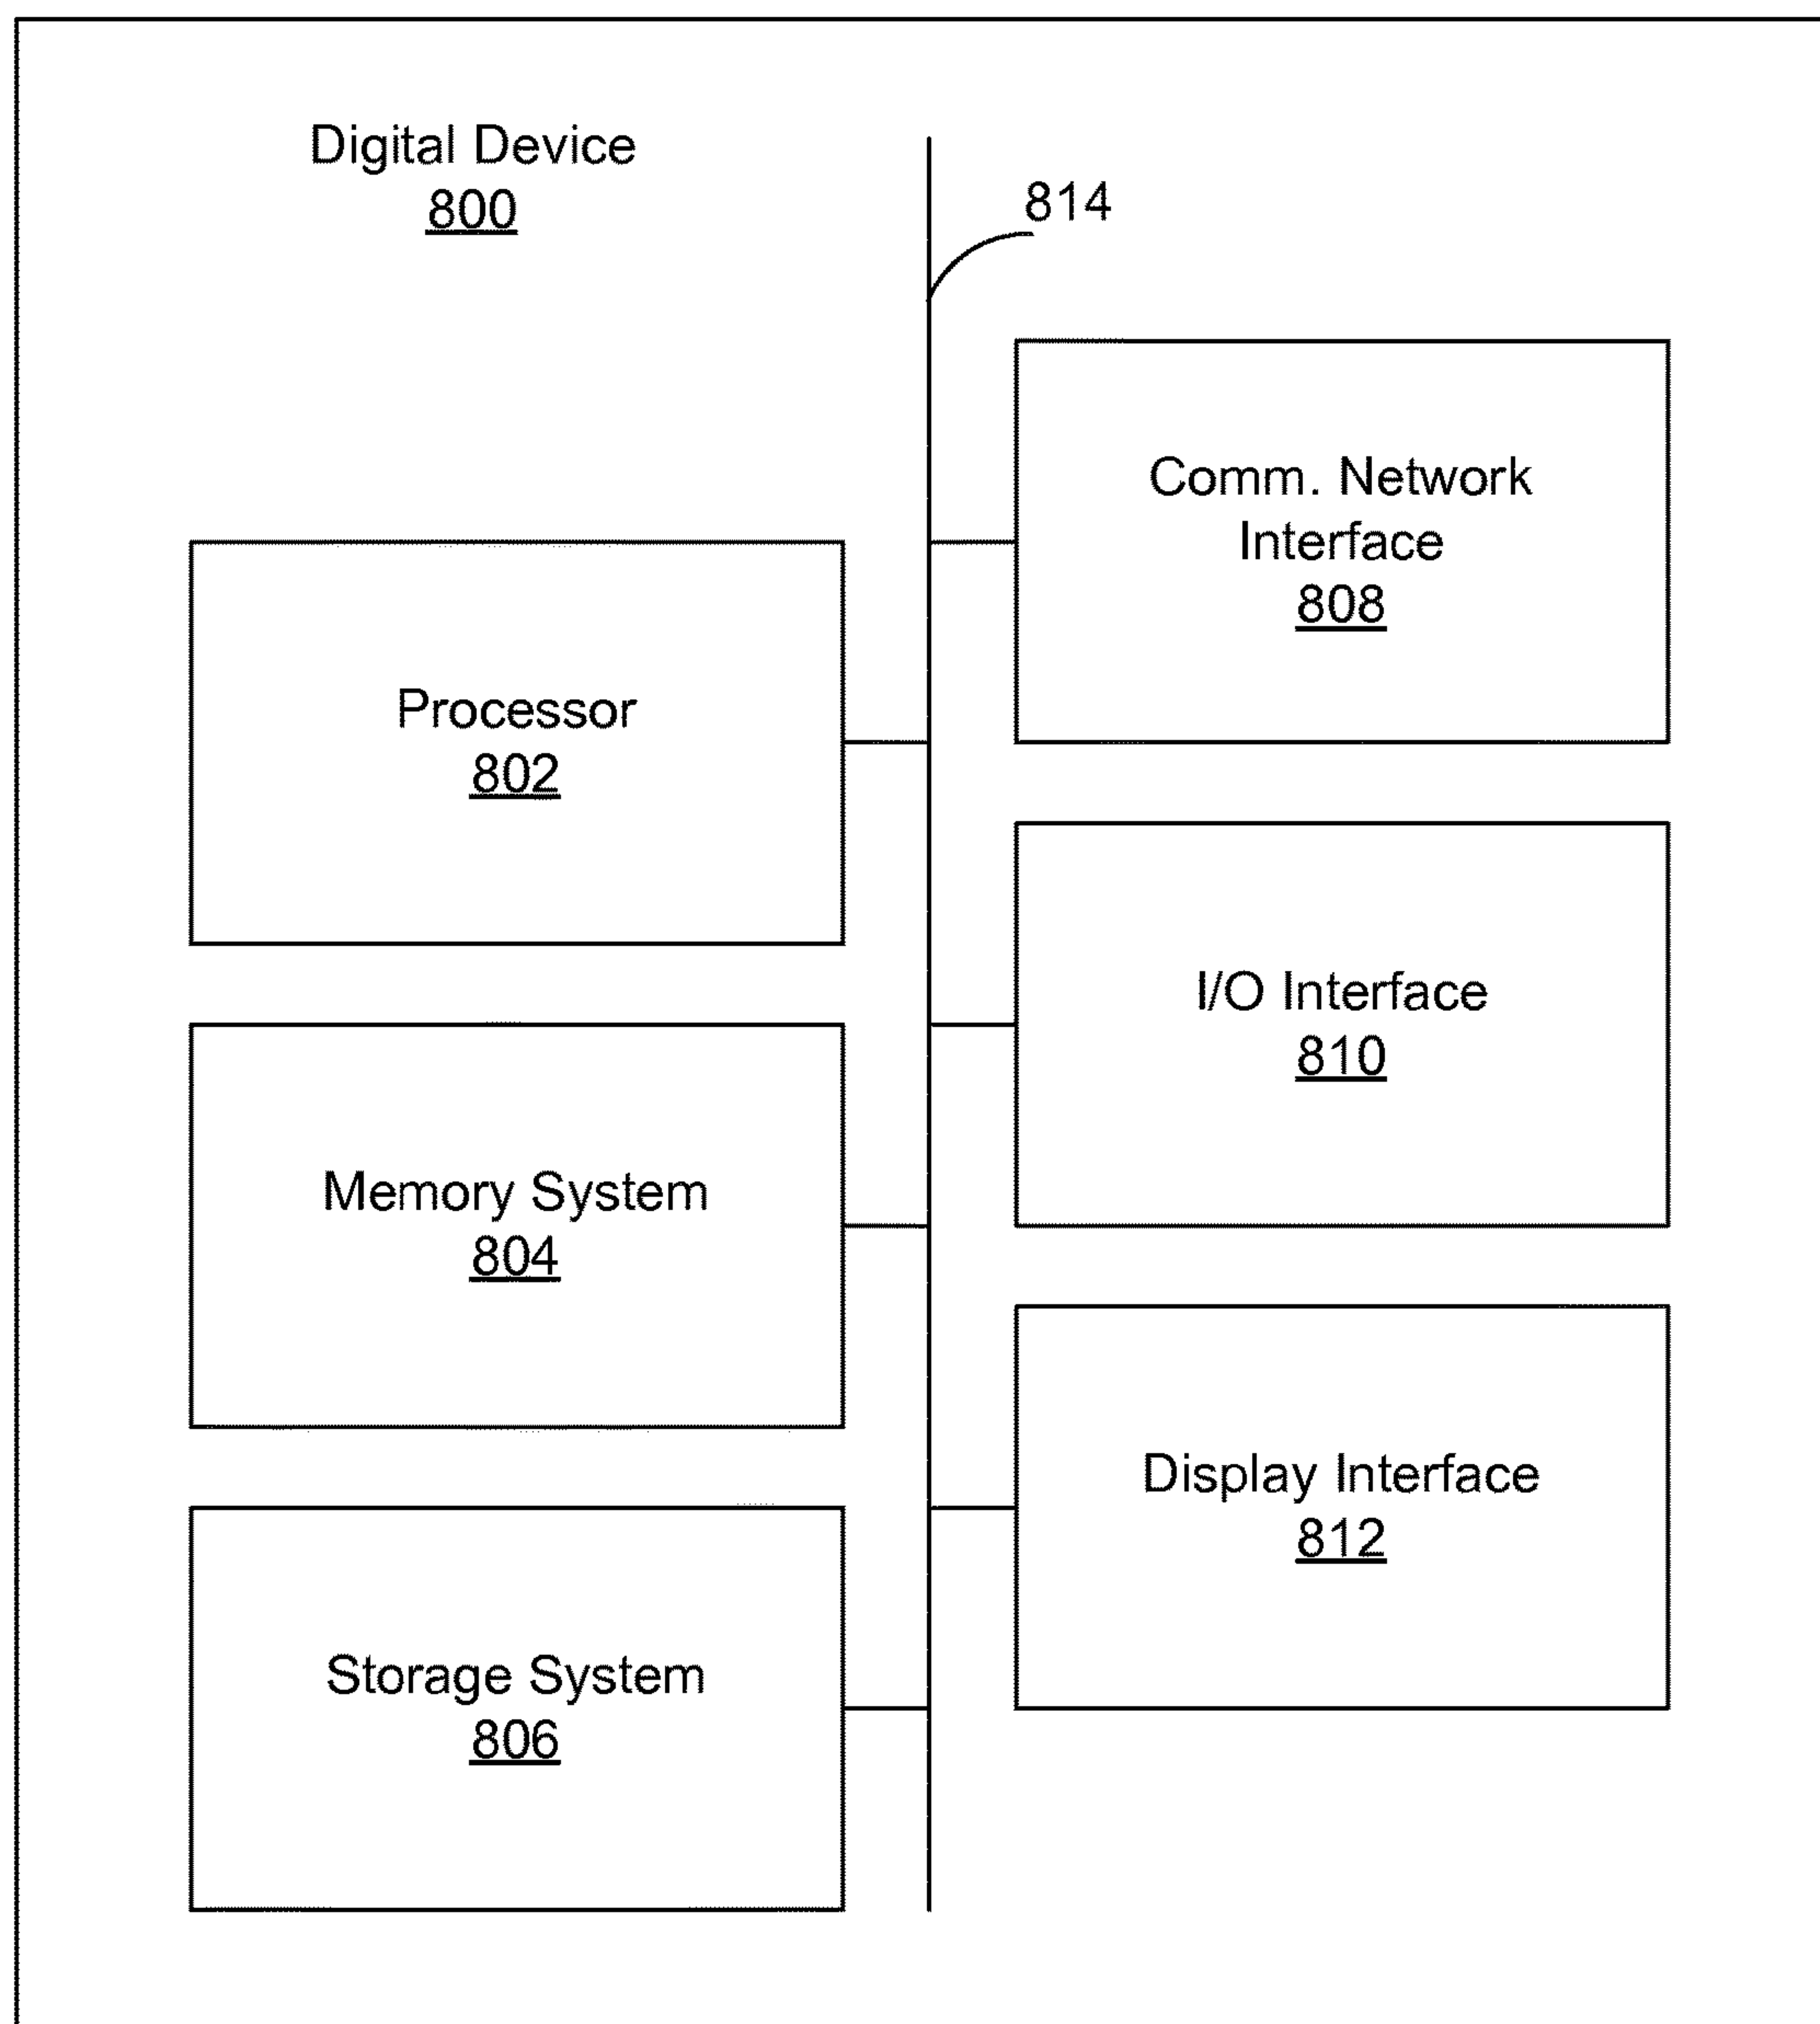 Digital Device
800
814
Comm. Network
Interface
808
Processor
802
I/O Interface
810
Memory System
804
Display Interface
812
Storage System
806